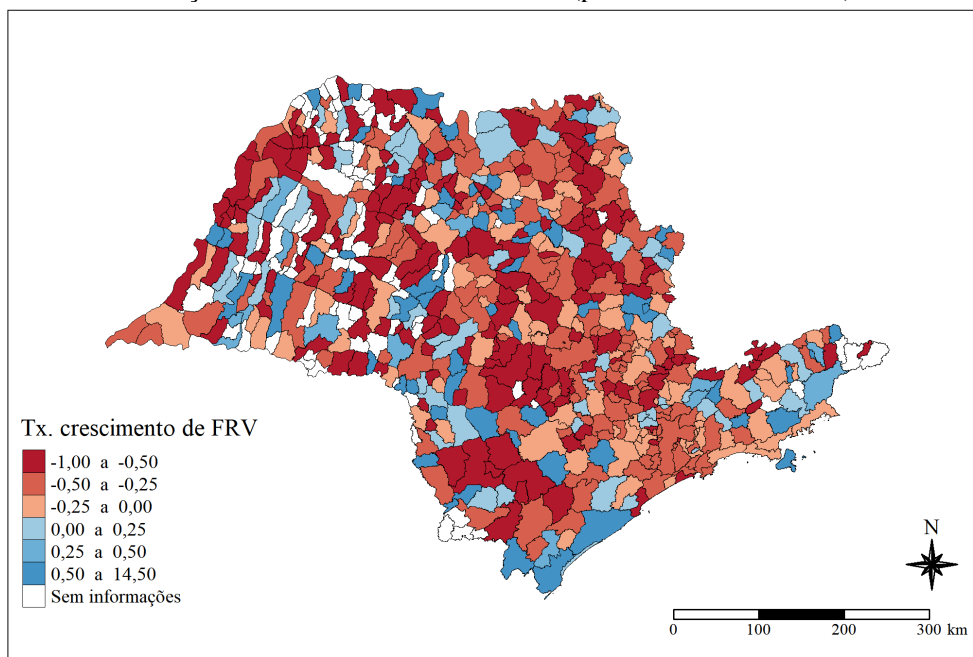 Tx. crescimento de FRV
-1,00 a -0,50
-0,50 a -0,25
-0,25 a 0,00
0,00 a 0,25
0,25 a 0,50
0,50 a 14,50
Sem informações
N
0 100 200 300 km